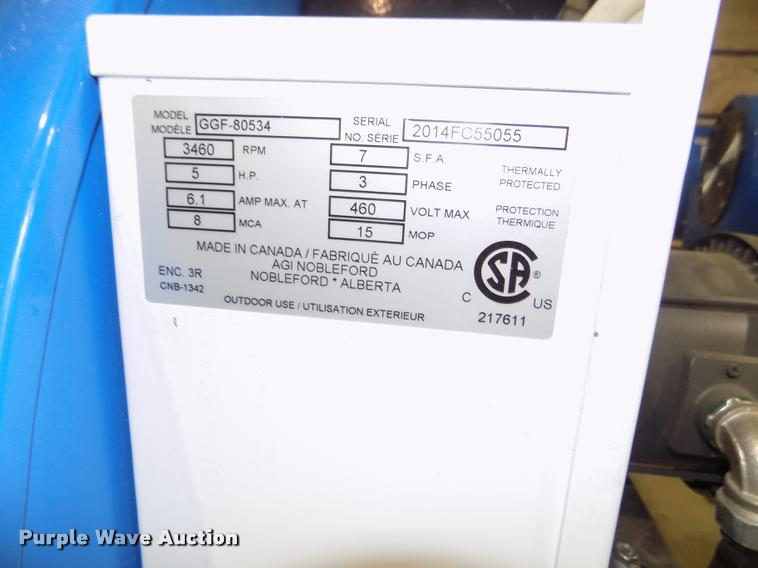 MODEL
MODÈLE GGF-80534
SERIAL
NO. SÉRIE 2014FC55055
3460 RPM 7 S.F.A.
5 H.P. 3 PHASE
6.1 AMP MAX. AT 460 VOLT MAX
8 MCA 15 MOP
THERMALLY
PROTECTED
PROTECTION
THERMIQUE
MADE IN CANADA / FABRIQUÈ AU CANADA
AGI NOBLEFORD
NOBLEFORD * ALBERTA
ENC. 3R
CNB-1342
OUTDOOR USE / UTILISATION EXTERIEUR
C SA ® US
217611
Purple Wave Auction